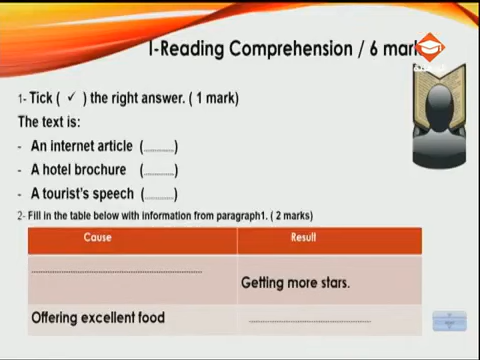 I-Reading Comprehension / 6 mark
1- Tick ( ✓ ) the right answer. ( 1 mark)
The text is:
- An internet article (............)
- A hotel brochure (............)
- A tourist's speech (............)
2- Fill in the table below with information from paragraph1. ( 2 marks)
Cause Result
............................................................
Getting more stars.
Offering excellent food ............................................